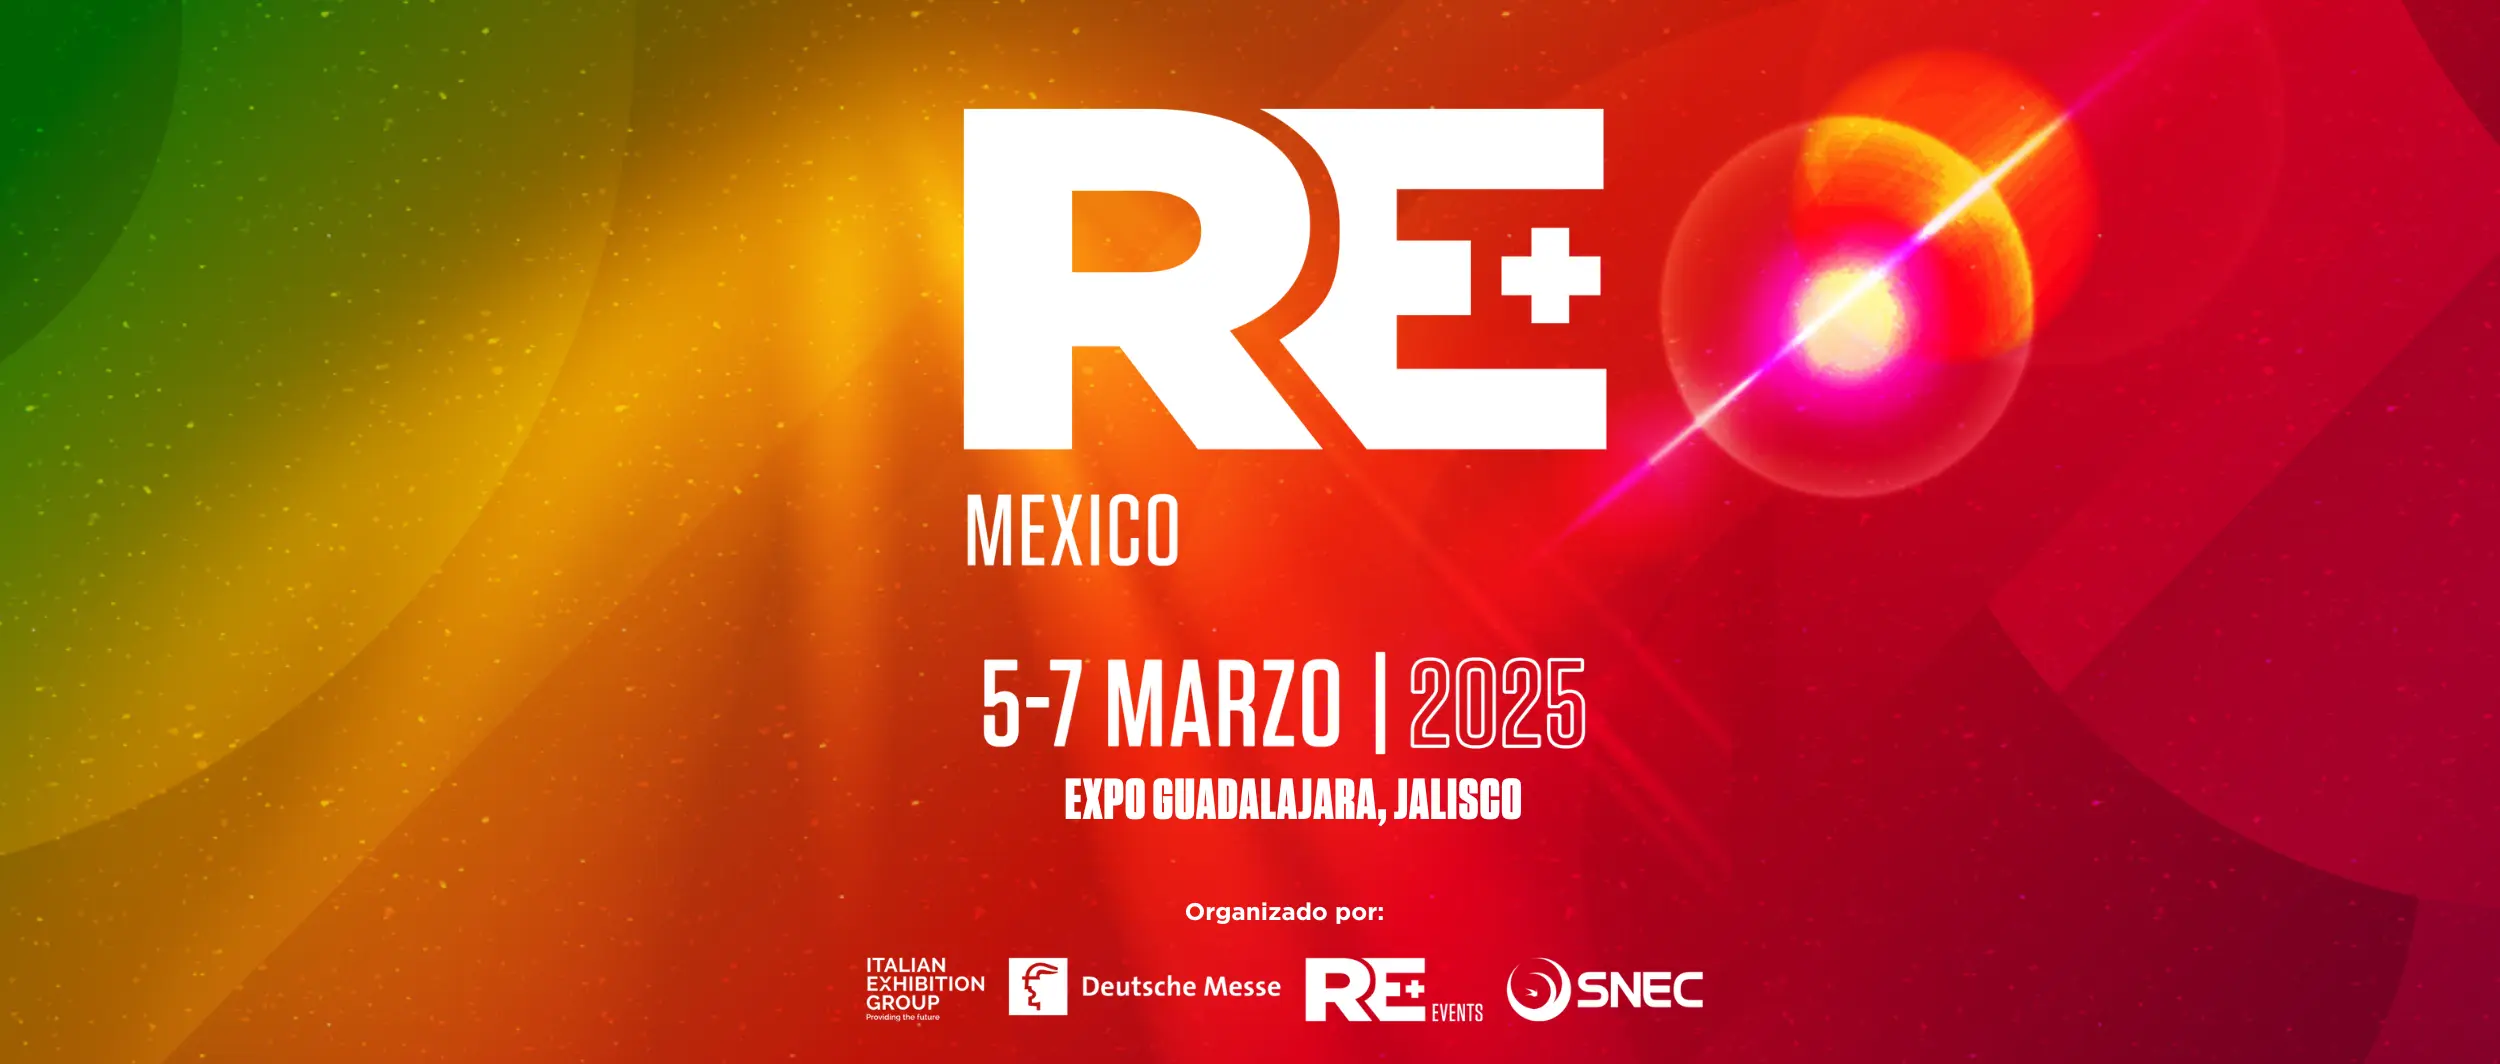 RE+
MEXICO
5-7 MARZO | 2025
EXPO GUADALAJARA, JALISCO
Organizado por:
ITALIAN
EXHIBITION
GROUP
Providing the future
Deutsche Messe
RE+ EVENTS
SNEC